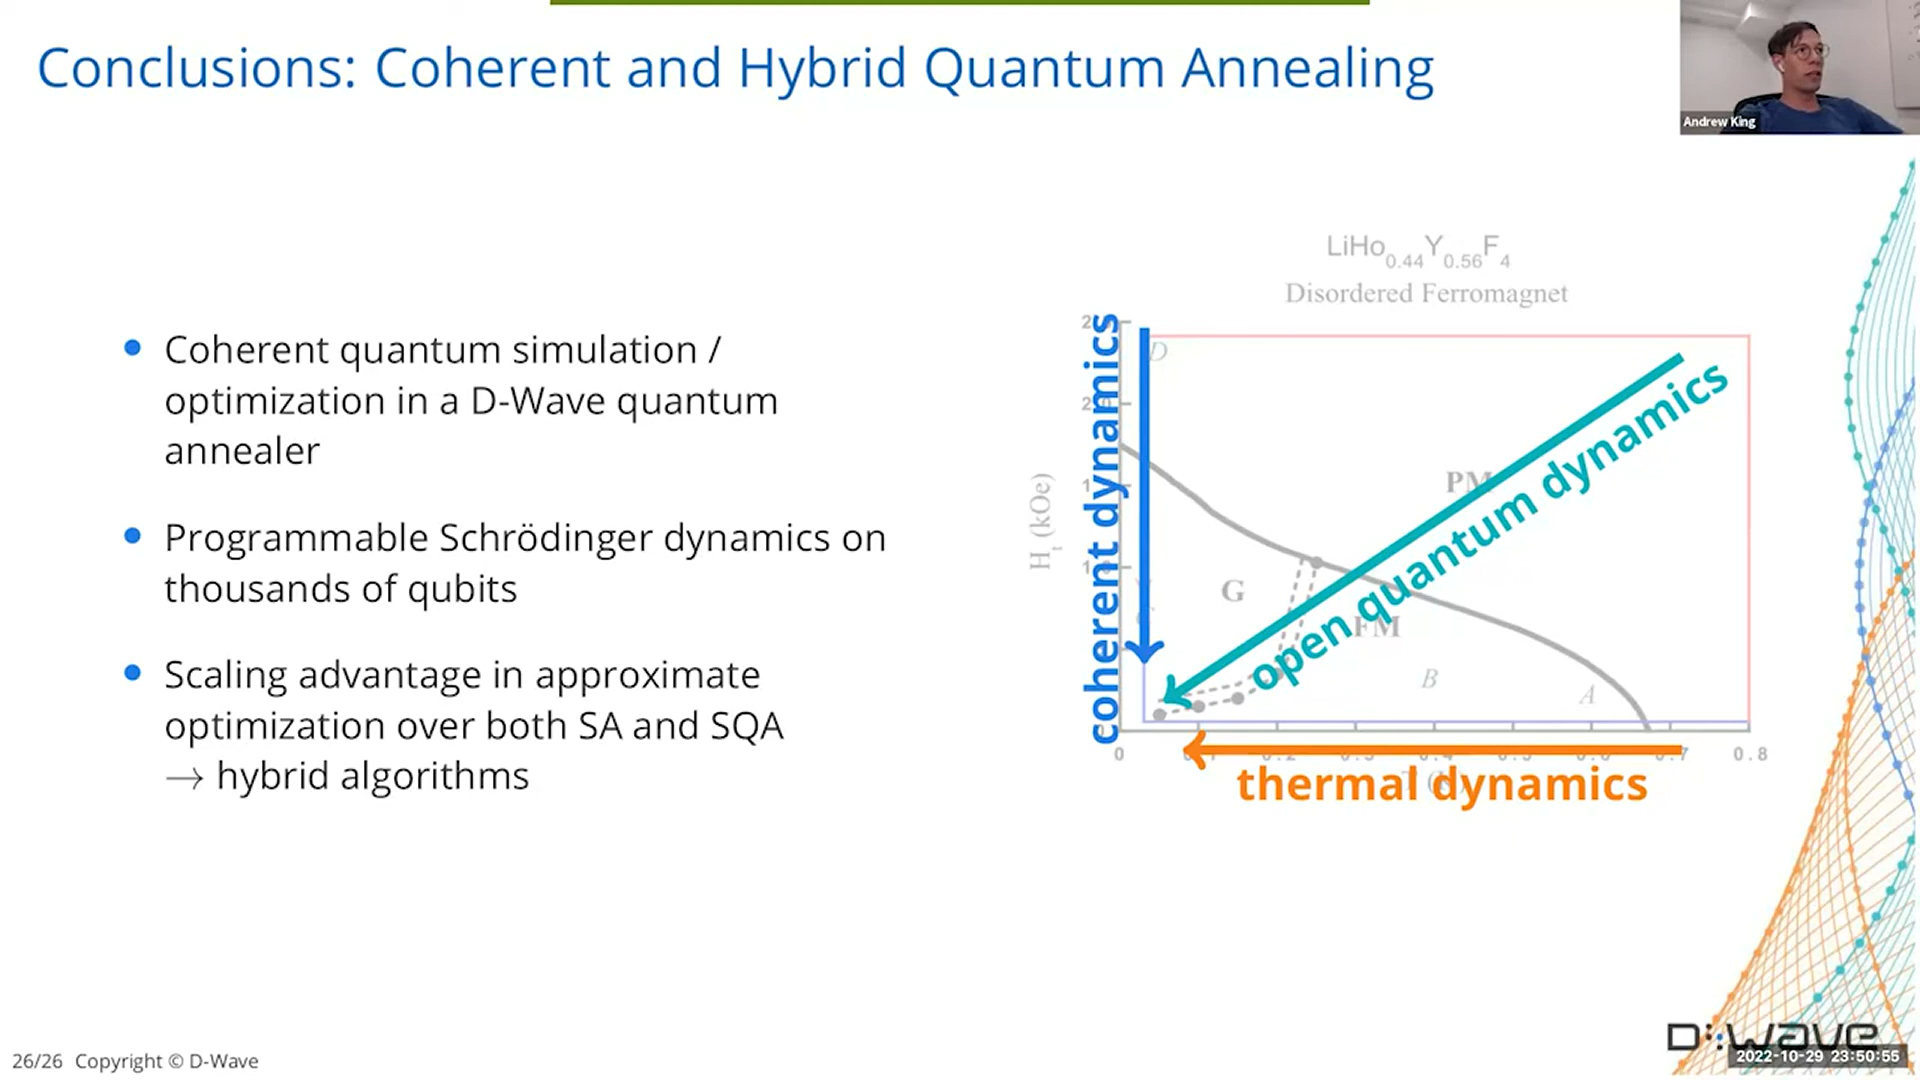 Conclusions: Coherent and Hybrid Quantum Annealing
Andrew King
Coherent quantum simulation /
optimization in a D-Wave quantum
annealer
Programmable Schrödinger dynamics on
thousands of qubits
Scaling advantage in approximate
optimization over both SA and SQA
→ hybrid algorithms
LiHo0.44Y0.56F4
Disordered Ferromagnet
coherent dynamics
open quantum dynamics
thermal dynamics
Ht (kOe)
D
PM
G
FM
B
A
0
0.8
D:wave
2022-10-29 23:50:55
26/26 Copyright © D-Wave